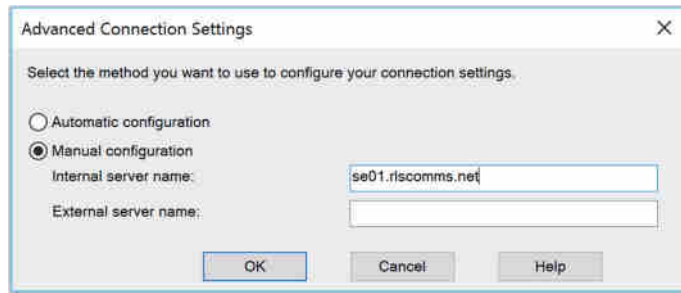 Advanced Connection Settings
Select the method you want to use to configure your connection settings.
Automatic configuration
Manual configuration
Internal server name: se01.rlscomms.net
External server name:
OK Cancel Help